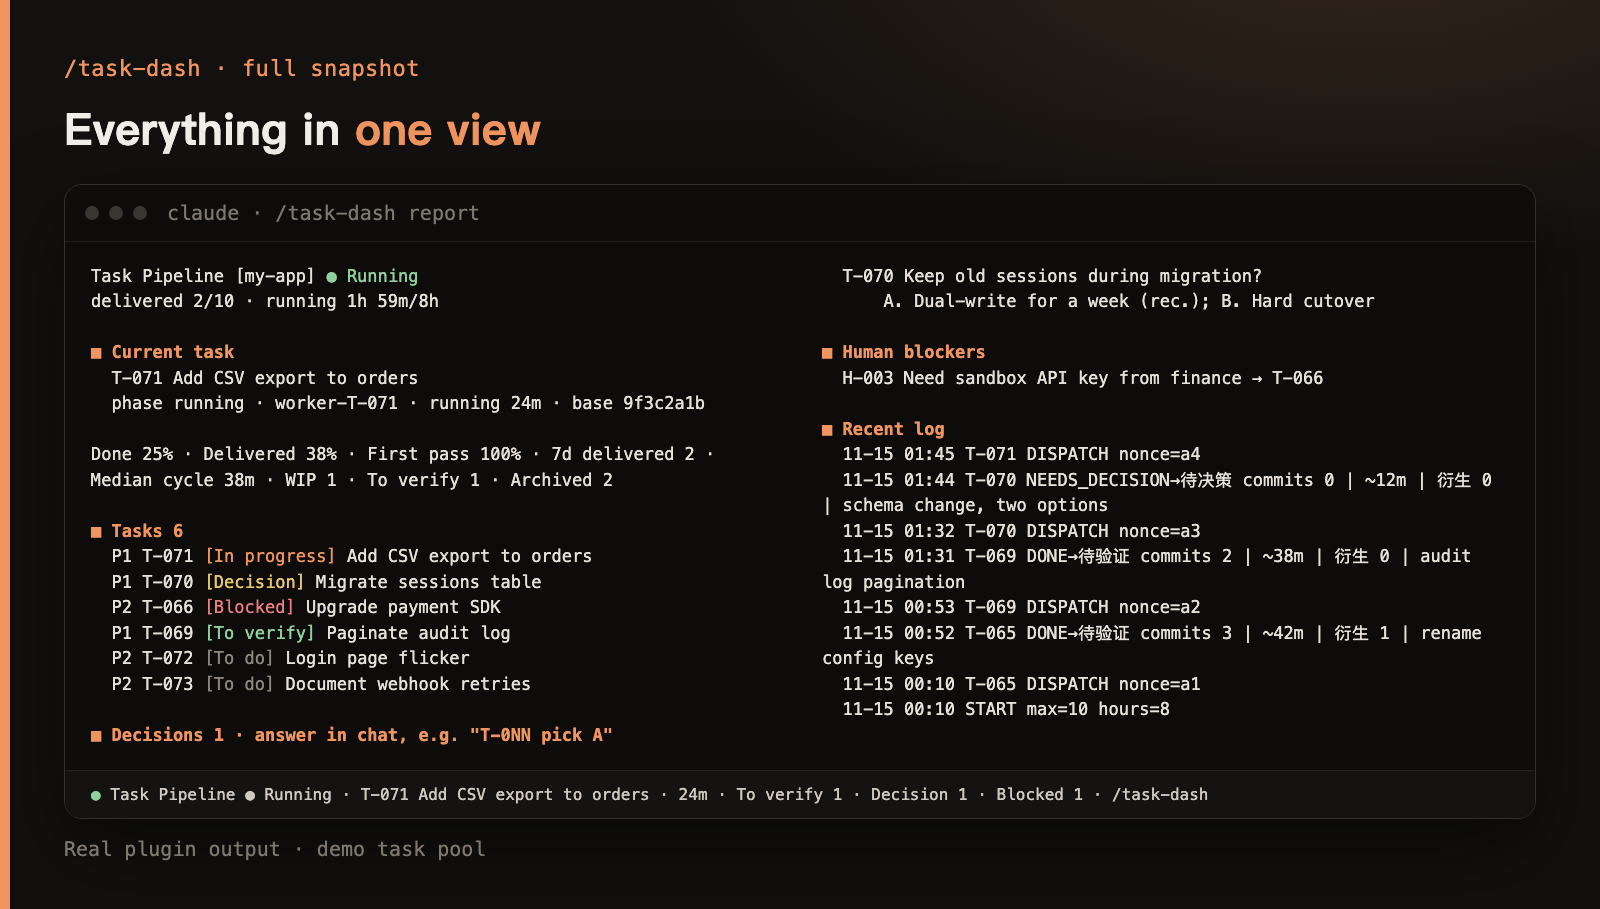 /task-dash · full snapshot
Everything in one view
claude · /task-dash report
Task Pipeline [my-app] ● Running
delivered 2/10 · running 1h 59m/8h
■ Current task
T-071 Add CSV export to orders
phase running · worker-T-071 · running 24m · base 9f3c2a1b
Done 25% · Delivered 38% · First pass 100% · 7d delivered 2 ·
Median cycle 38m · WIP 1 · To verify 1 · Archived 2
■ Tasks 6
P1 T-071 [In progress] Add CSV export to orders
P1 T-070 [Decision] Migrate sessions table
P2 T-066 [Blocked] Upgrade payment SDK
P1 T-069 [To verify] Paginate audit log
P2 T-072 [To do] Login page flicker
P2 T-073 [To do] Document webhook retries
■ Decisions 1 · answer in chat, e.g. "T-0NN pick A"
T-070 Keep old sessions during migration?
A. Dual-write for a week (rec.); B. Hard cutover
■ Human blockers
H-003 Need sandbox API key from finance → T-066
■ Recent log
11-15 01:45 T-071 DISPATCH nonce=a4
11-15 01:44 T-070 NEEDS_DECISION→待决策 commits 0 | ~12m | 衍生 0
| schema change, two options
11-15 01:32 T-070 DISPATCH nonce=a3
11-15 01:31 T-069 DONE→待验证 commits 2 | ~38m | 衍生 0 | audit
log pagination
11-15 00:53 T-069 DISPATCH nonce=a2
11-15 00:52 T-065 DONE→待验证 commits 3 | ~42m | 衍生 1 | rename
config keys
11-15 00:10 T-065 DISPATCH nonce=a1
11-15 00:10 START max=10 hours=8
● Task Pipeline ● Running · T-071 Add CSV export to orders · 24m · To verify 1 · Decision 1 · Blocked 1 · /task-dash
Real plugin output · demo task pool